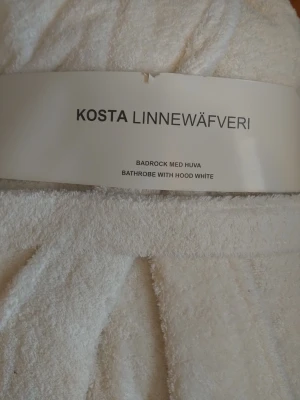 KOSTA LINNEWÄFVERI
BADROCK MED HUVA
BATHROBE WITH HOOD WHITE